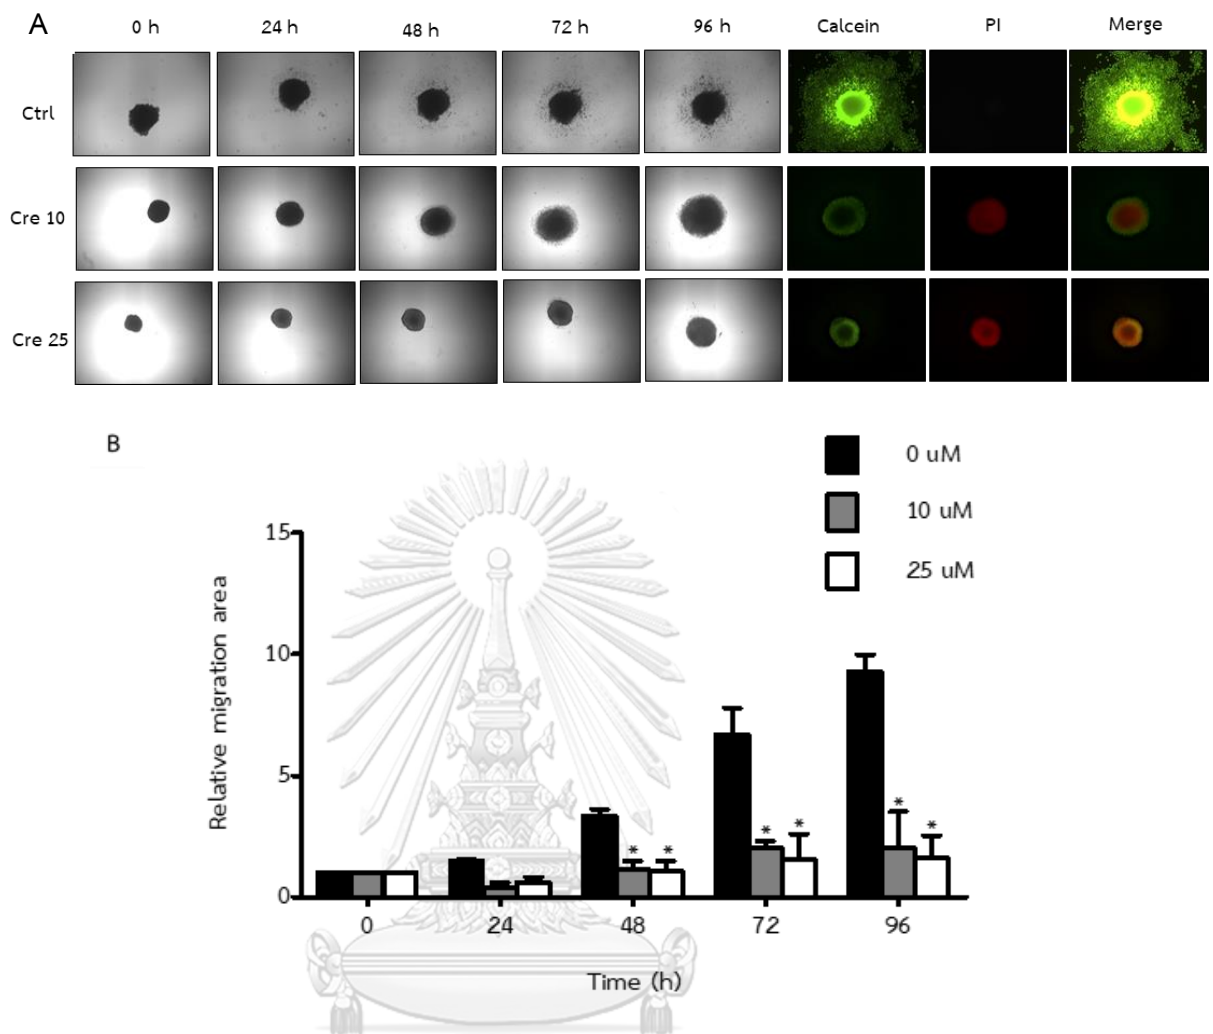 A
0 h 24 h 48 h 72 h 96 h Calcein PI Merge
Ctrl
Cre 10
Cre 25
B
0 uM
10 uM
25 uM
Relative migration area
15
10
5
0
* * * * * *
0 24 48 72 96
Time (h)